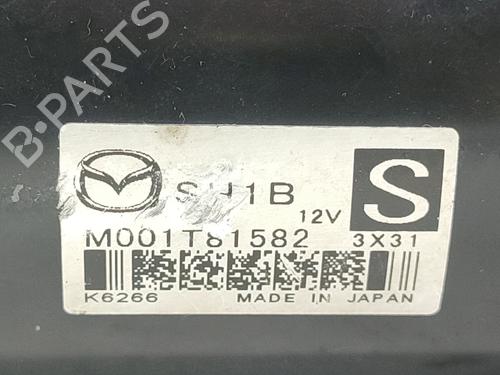 B-PARTS
SH1B
12V
S
M001T81582 3X31
K6266 MADE IN JAPAN